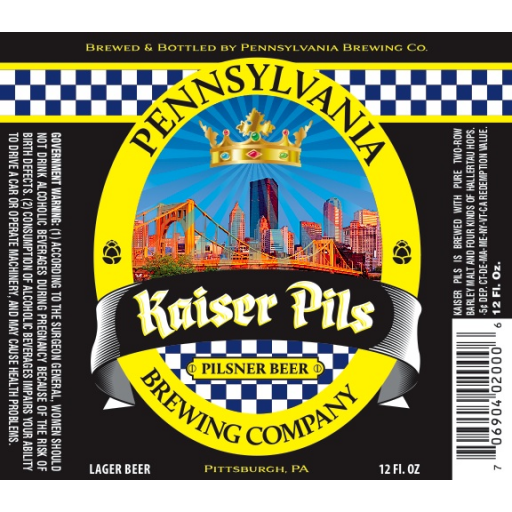 BREWED & BOTTLED BY PENNSYLVANIA BREWING CO.
PENNSYLVANIA
Kaiser Pils
PILSNER BEER
BREWING COMPANY
LAGER BEER
PITTSBURGH, PA
12 Fl. OZ
GOVERNMENT WARNING: (1) ACCORDING TO THE SURGEON GENERAL, WOMEN SHOULD
NOT DRINK ALCOHOLIC BEVERAGES DURING PREGNANCY BECAUSE OF THE RISK OF
BIRTH DEFECTS. (2) CONSUMPTION OF ALCOHOLIC BEVERAGES IMPAIRS YOUR ABILITY
TO DRIVE A CAR OR OPERATE MACHINERY, AND MAY CAUSE HEALTH PROBLEMS.
KAISER PILS IS BREWED WITH PURE TWO-ROW
BARLEY MALT AND FOUR KINDS OF HALLERTAU HOPS.
-5¢ DEP. CT-DE-MA-ME-NY-VT-CA REDEMPTION VALUE.
12 Fl. Oz.
7 06904 02000 6